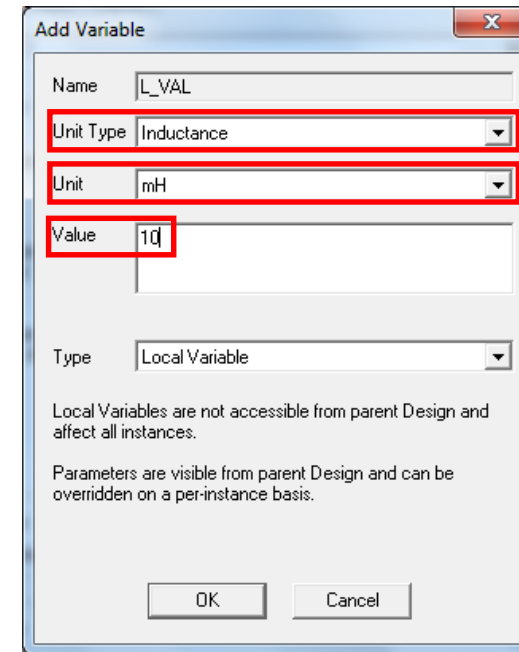 Add Variable
Name L_VAL
Unit Type Inductance
Unit mH
Value 10
Type Local Variable
Local Variables are not accessible from parent Design and
affect all instances.
Parameters are visible from parent Design and can be
overridden on a per-instance basis.
OK Cancel